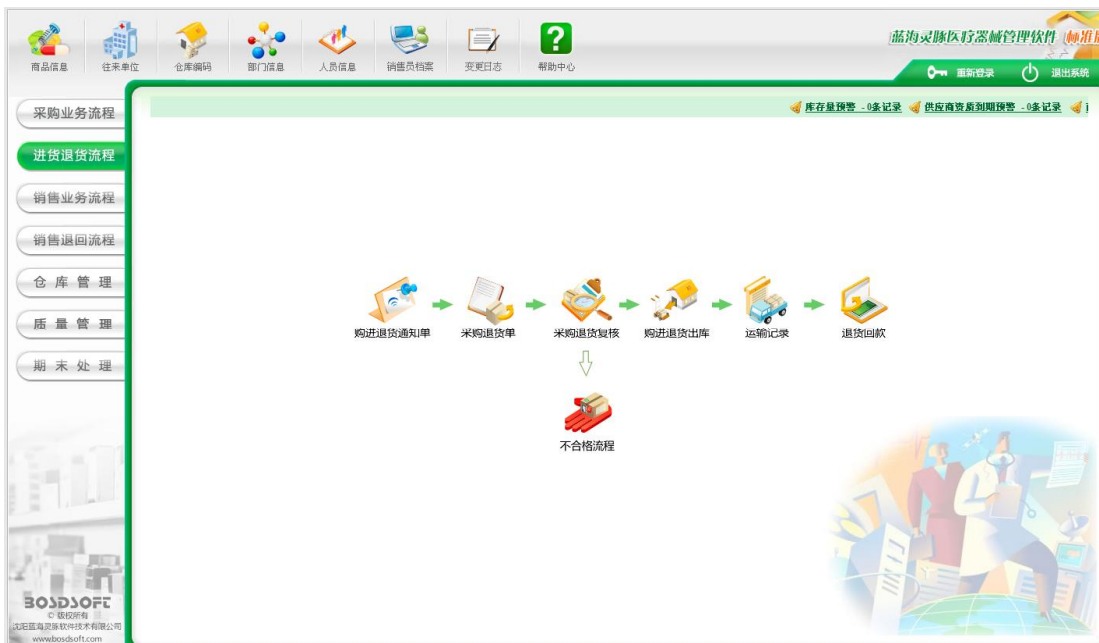 商品信息
往来单位
仓库编码
部门信息
人员信息
销售员档案
变更日志
帮助中心
蓝海灵脉医疗器械管理软件 标准版
重新登录
退出系统
库存量预警 -0条记录
供应商资质到期预警 -0条记录
采购业务流程
进货退货流程
销售业务流程
销售退回流程
仓库管理
质量管理
期末处理
购进退货通知单
采购退货单
采购退货复核
购进退货出库
运输记录
退货回款
不合格流程
BOSDSOFT
© 版权所有
沈阳蓝海灵脉软件技术有限公司
www.bosdsoft.com